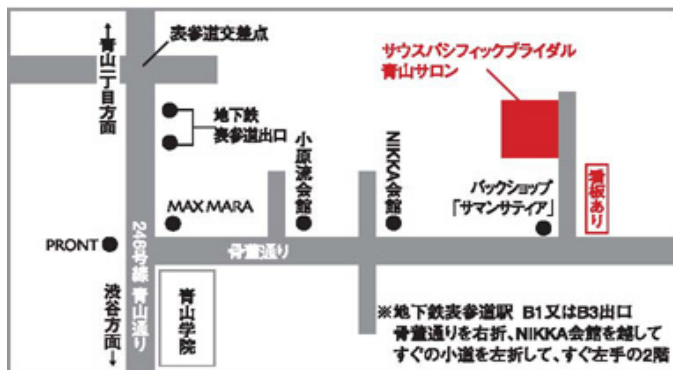 ←青山一丁目方面
表参道交差点
サウスパシフィックブライダル
青山サロン
地下鉄
表参道出口
小原流会館
NIKKA会館
バックショップ
「サマンサティア」
看板あり
MAX MARA
PRONT
246号線 青山通り
骨董通り
渋谷方面→
青山学院
※地下鉄表参道駅 B1又はB3出口
骨董通りを右折、NIKKA会館を越して
すぐの小道を左折して、すぐ左手の2階